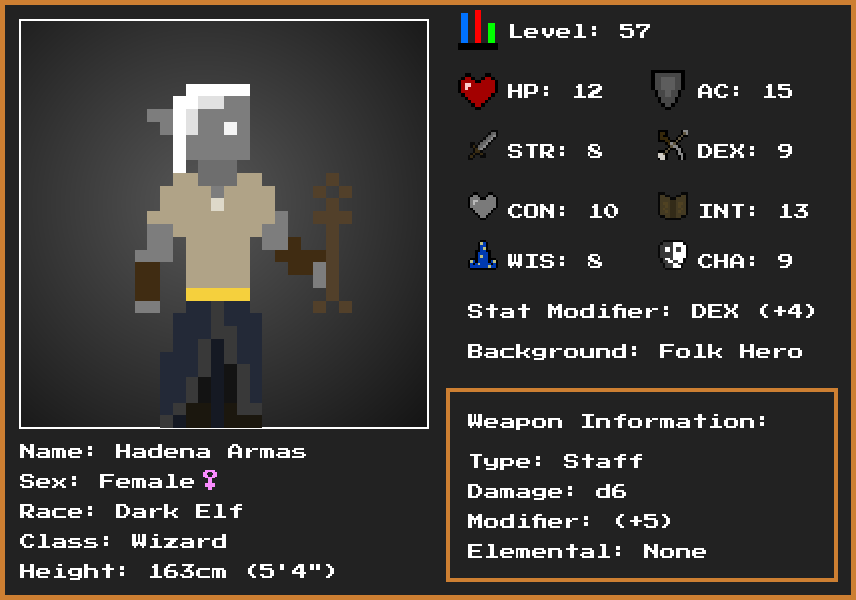 Level: 57
HP: 12
AC: 15
STR: 8
DEX: 9
CON: 10
INT: 13
WIS: 8
CHA: 9
Stat Modifier: DEX (+4)
Background: Folk Hero
Name: Hadena Armas
Sex: Female♀
Race: Dark Elf
Class: Wizard
Height: 163cm (5'4")
Weapon Information:
Type: Staff
Damage: d6
Modifier: (+5)
Elemental: None